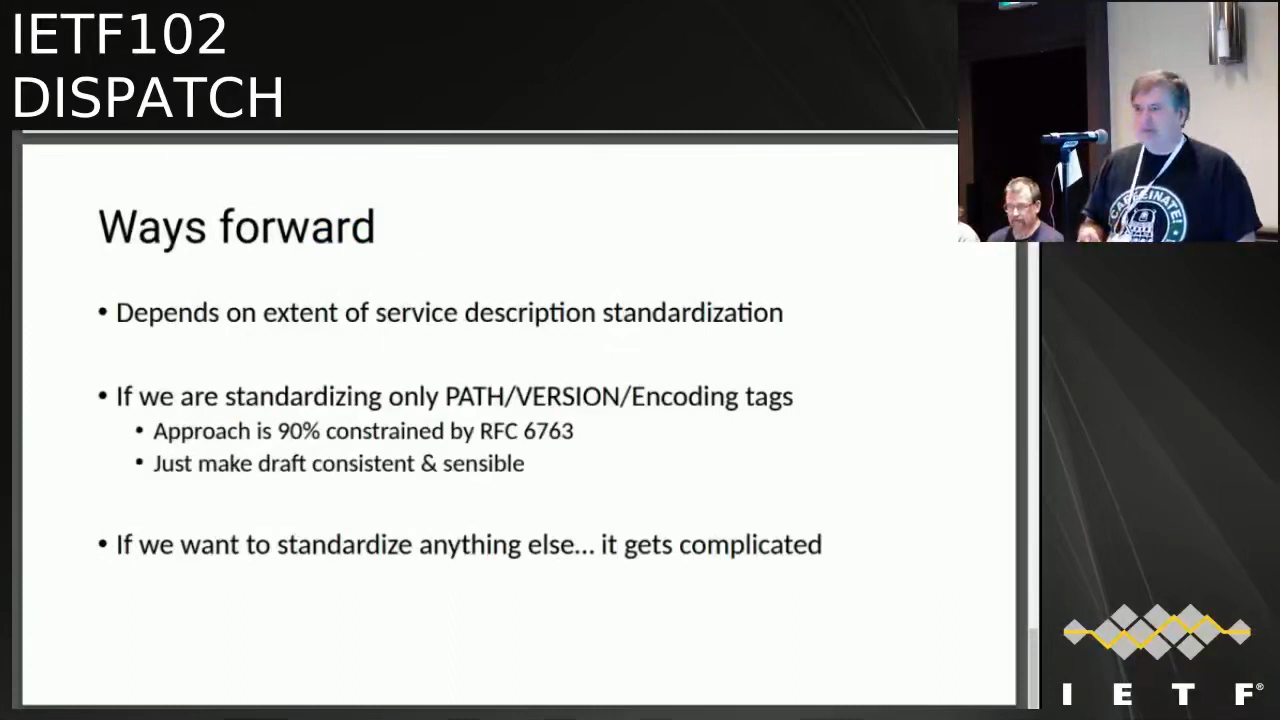 IETF102
DISPATCH
CAFFEINATE!
Ways forward
• Depends on extent of service description standardization
• If we are standardizing only PATH/VERSION/Encoding tags
• Approach is 90% constrained by RFC 6763
• Just make draft consistent & sensible
• If we want to standardize anything else... it gets complicated
I E T F®